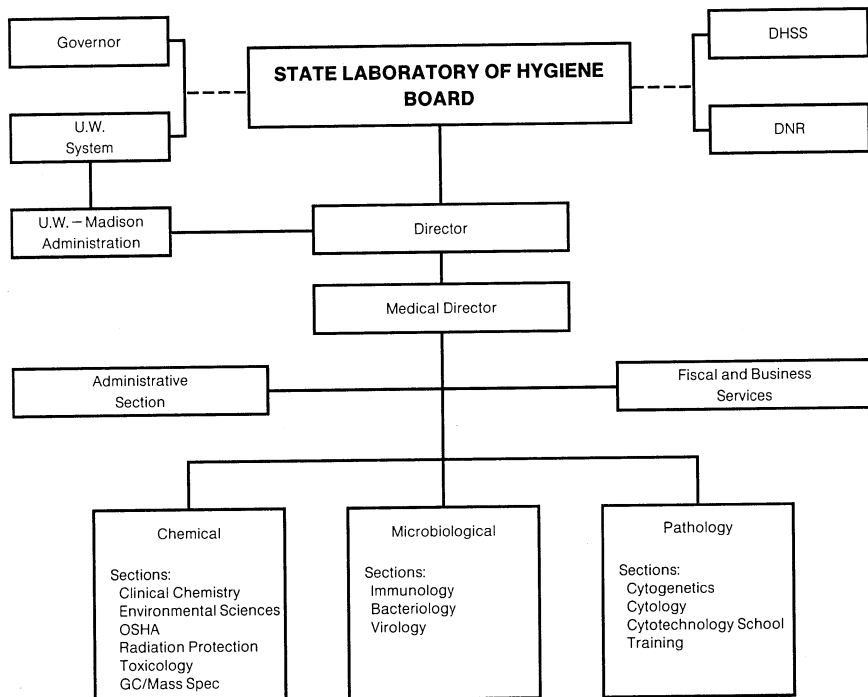 Governor
STATE LABORATORY OF HYGIENE
BOARD
DHSS
U.W.
System
DNR
U.W. — Madison
Administration
Director
Medical Director
Administrative
Section
Fiscal and Business
Services
Chemical
Sections:
Clinical Chemistry
Environmental Sciences
OSHA
Radiation Protection
Toxicology
GC/Mass Spec
Microbiological
Sections:
Immunology
Bacteriology
Virology
Pathology
Sections:
Cytogenetics
Cytology
Cytotechnology School
Training